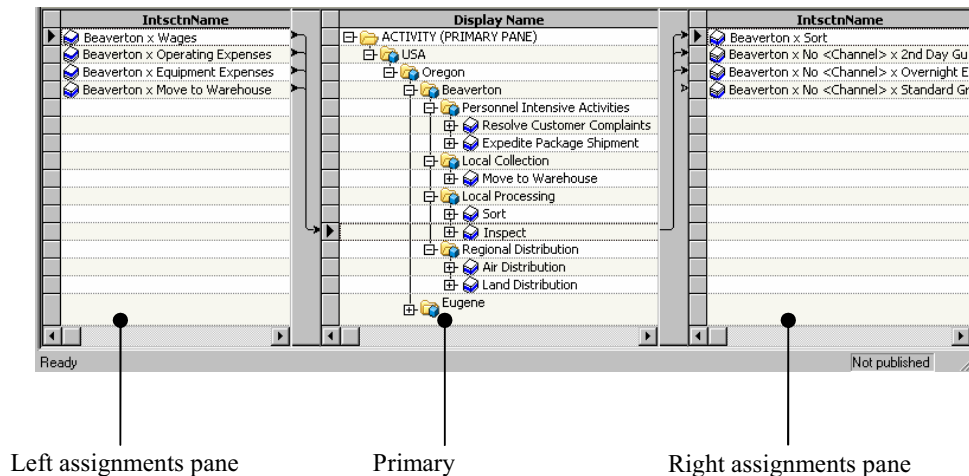 IntsctnName
Beaverton x Wages
Beaverton x Operating Expenses
Beaverton x Equipment Expenses
Beaverton x Move to Warehouse
Display Name
ACTIVITY (PRIMARY PANE)
USA
Oregon
Beaverton
Personnel Intensive Activities
Resolve Customer Complaints
Expedite Package Shipment
Local Collection
Move to Warehouse
Local Processing
Sort
Inspect
Regional Distribution
Air Distribution
Land Distribution
Eugene
IntsctnName
Beaverton x Sort
Beaverton x No <Channel> x 2nd Day Gu
Beaverton x No <Channel> x Overnight E
Beaverton x No <Channel> x Standard Gr
Ready
Not published
Left assignments pane
Primary
Right assignments pane